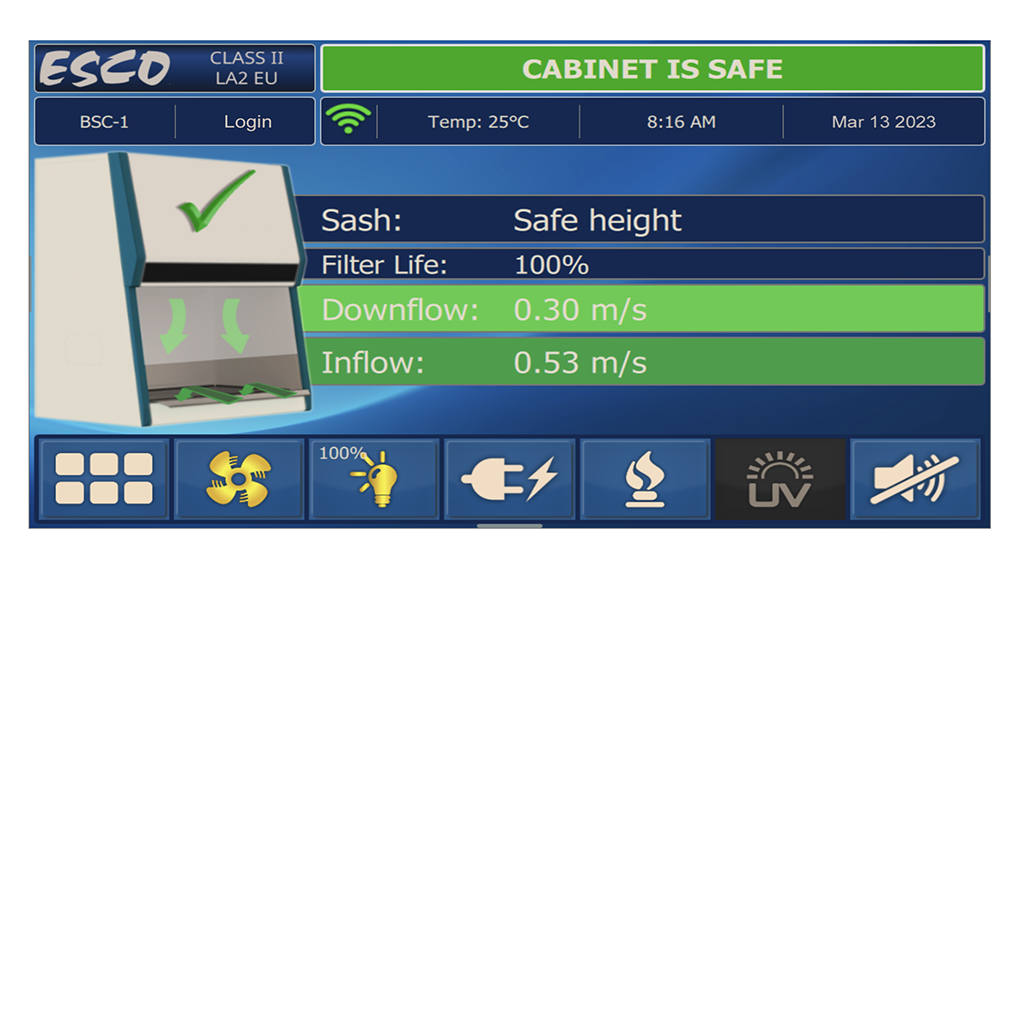 ESCO
CLASS II
LA2 EU
CABINET IS SAFE
BSC-1
Login
Temp: 25°C
8:16 AM
Mar 13 2023
Sash: Safe height
Filter Life: 100%
Downflow: 0.30 m/s
Inflow: 0.53 m/s
100%
UV